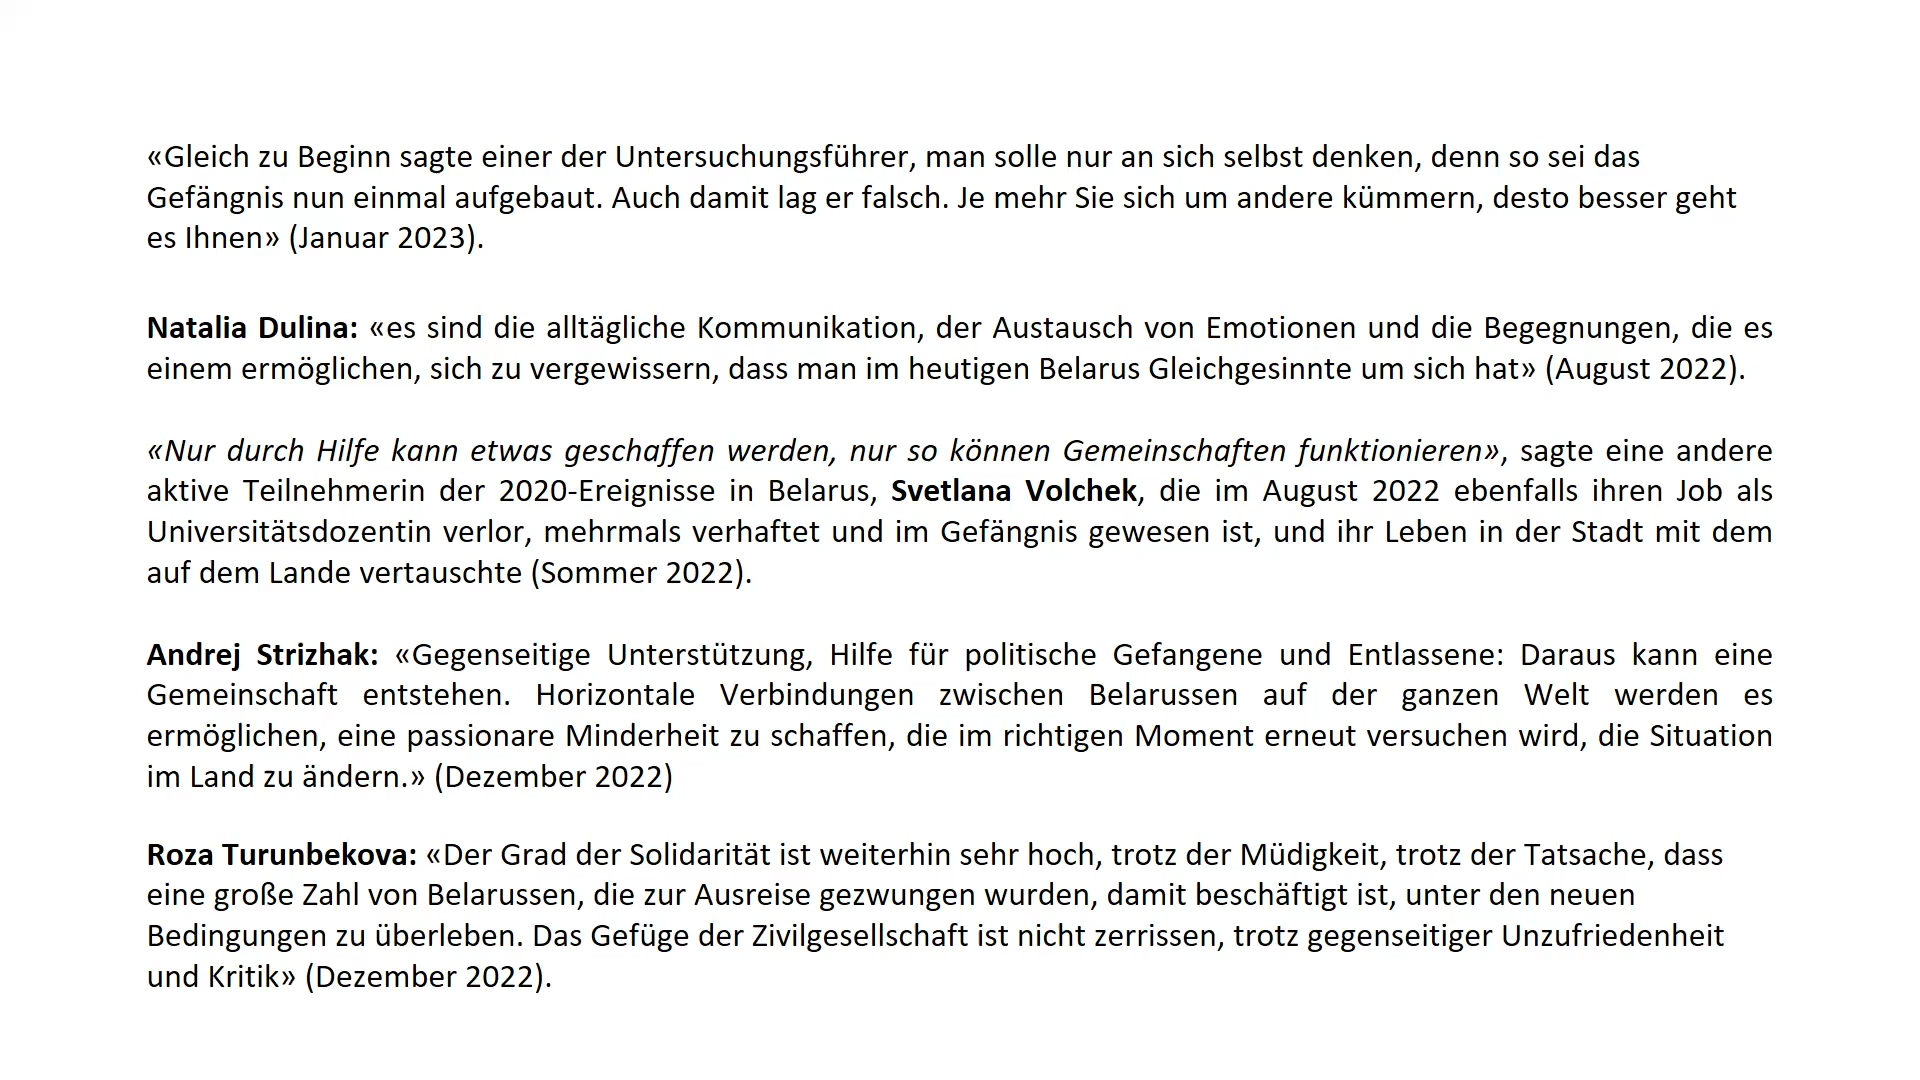 «Gleich zu Beginn sagte einer der Untersuchungsführer, man solle nur an sich selbst denken, denn so sei das
Gefängnis nun einmal aufgebaut. Auch damit lag er falsch. Je mehr Sie sich um andere kümmern, desto besser geht
es Ihnen» (Januar 2023).
Natalia Dulina: «es sind die alltägliche Kommunikation, der Austausch von Emotionen und die Begegnungen, die es
einem ermöglichen, sich zu vergewissern, dass man im heutigen Belarus Gleichgesinnte um sich hat» (August 2022).
«Nur durch Hilfe kann etwas geschaffen werden, nur so können Gemeinschaften funktionieren», sagte eine andere
aktive Teilnehmerin der 2020-Ereignisse in Belarus, Svetlana Volchek, die im August 2022 ebenfalls ihren Job als
Universitätsdozentin verlor, mehrmals verhaftet und im Gefängnis gewesen ist, und ihr Leben in der Stadt mit dem
auf dem Lande vertauschte (Sommer 2022).
Andrej Strizhak: «Gegenseitige Unterstützung, Hilfe für politische Gefangene und Entlassene: Daraus kann eine
Gemeinschaft entstehen. Horizontale Verbindungen zwischen Belarussen auf der ganzen Welt werden es
ermöglichen, eine passionare Minderheit zu schaffen, die im richtigen Moment erneut versuchen wird, die Situation
im Land zu ändern.» (Dezember 2022)
Roza Turunbekova: «Der Grad der Solidarität ist weiterhin sehr hoch, trotz der Müdigkeit, trotz der Tatsache, dass
eine große Zahl von Belarussen, die zur Ausreise gezwungen wurden, damit beschäftigt ist, unter den neuen
Bedingungen zu überleben. Das Gefüge der Zivilgesellschaft ist nicht zerrissen, trotz gegenseitiger Unzufriedenheit
und Kritik» (Dezember 2022).